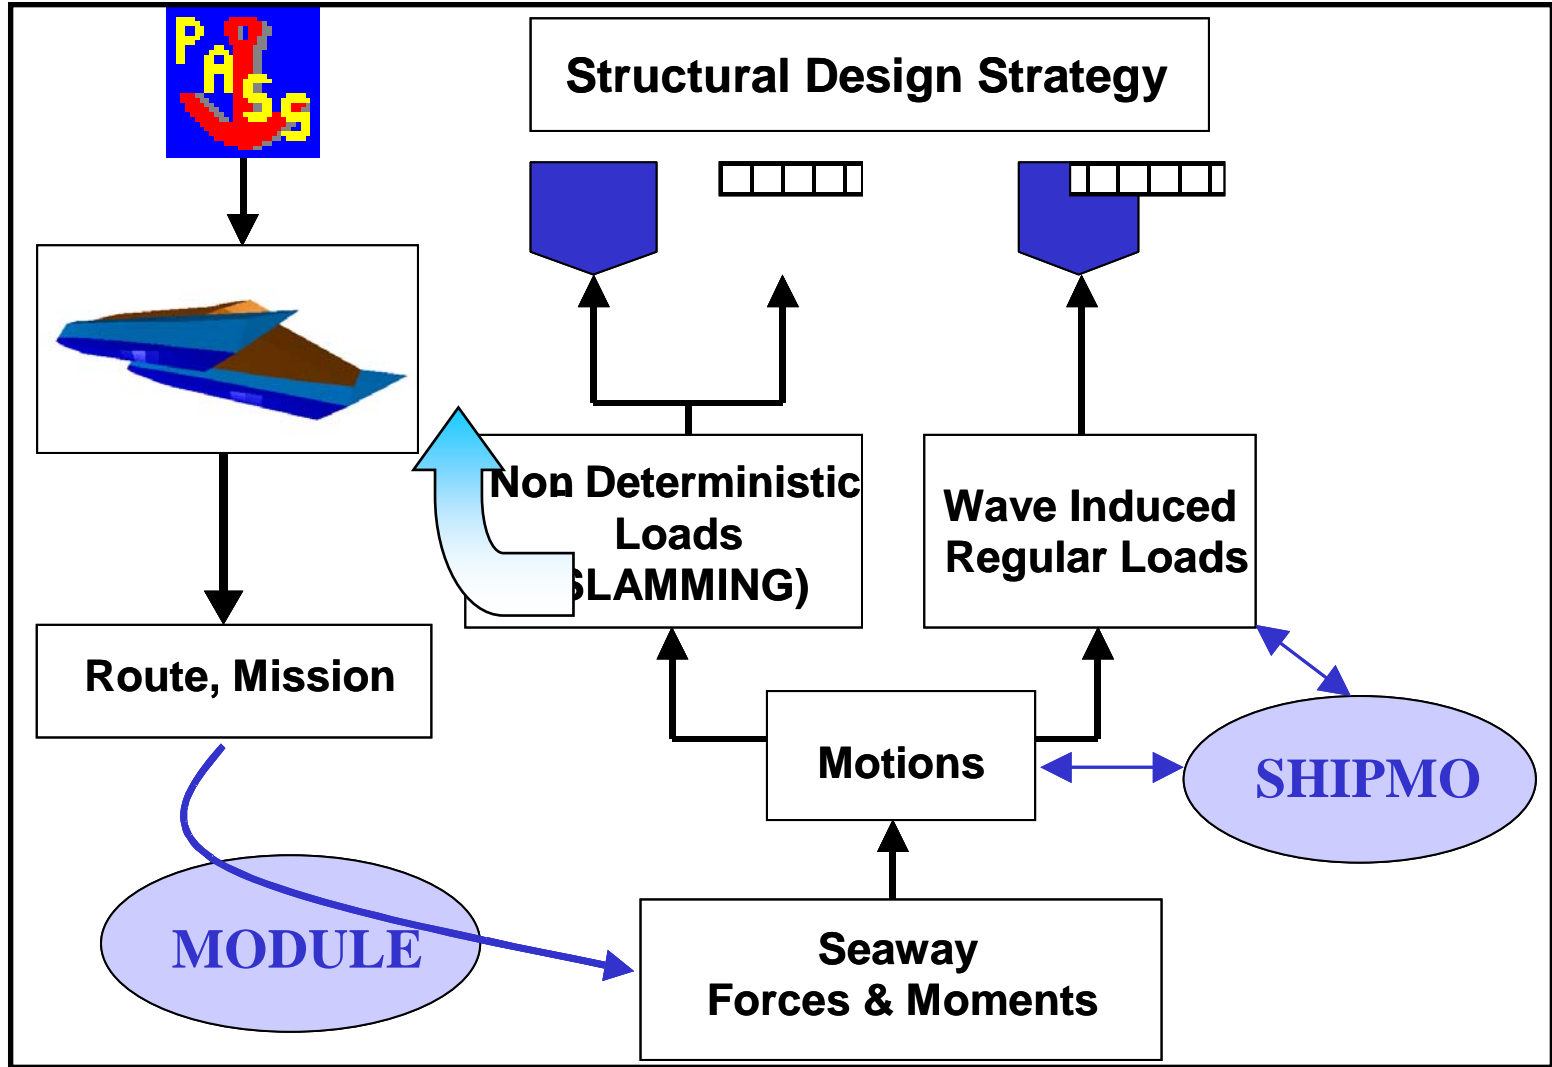 PASS
Structural Design Strategy
Non Deterministic
Loads
SLAMMING)
Wave Induced
Regular Loads
Route, Mission
Motions
SHIPMO
MODULE
Seaway
Forces & Moments